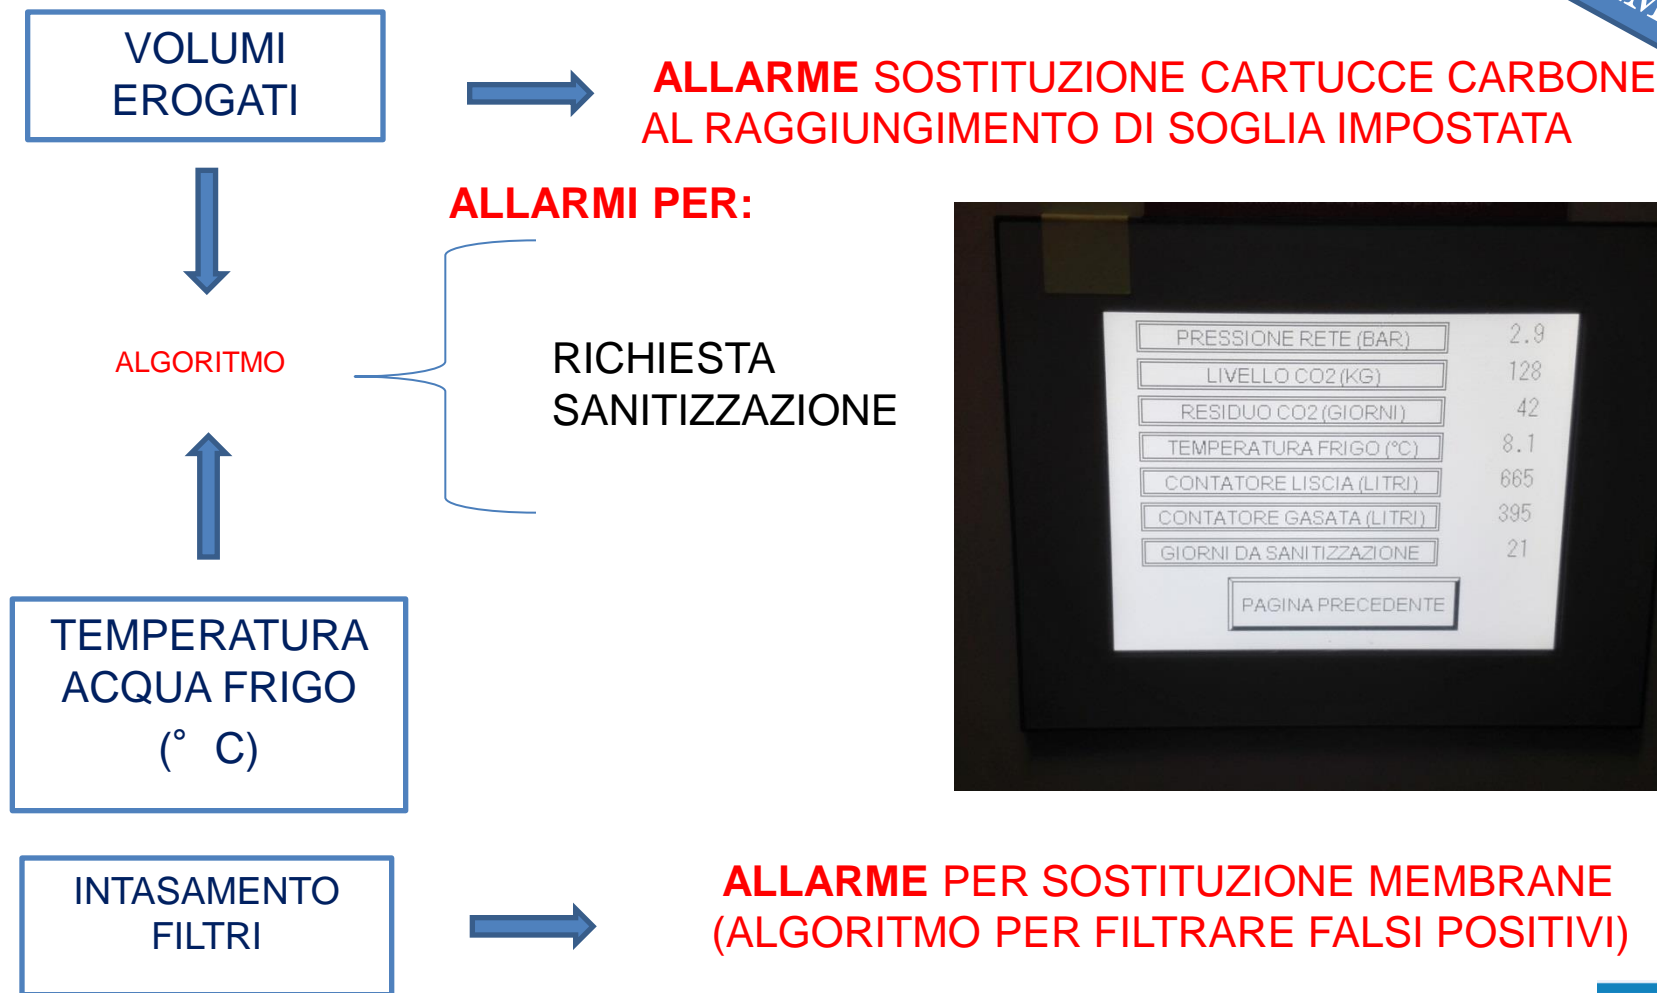 VOLUMI
EROGATI
ALLARME SOSTITUZIONE CARTUCCE CARBONE
AL RAGGIUNGIMENTO DI SOGLIA IMPOSTATA
ALLARMI PER:
ALGORITMO
RICHIESTA
SANITIZZAZIONE
PRESSIONE RETE (BAR) 2.9
LIVELLO CO2 (KG) 128
RESIDUO CO2 (GIORNI) 42
TEMPERATURA FRIGO (°C) 8.1
CONTATORE LISCIA (LITRI) 665
CONTATORE GASATA (LITRI) 395
GIORNI DA SANITIZZAZIONE 21
PAGINA PRECEDENTE
TEMPERATURA
ACQUA FRIGO
(° C)
INTASAMENTO
FILTRI
ALLARME PER SOSTITUZIONE MEMBRANE
(ALGORITMO PER FILTRARE FALSI POSITIVI)